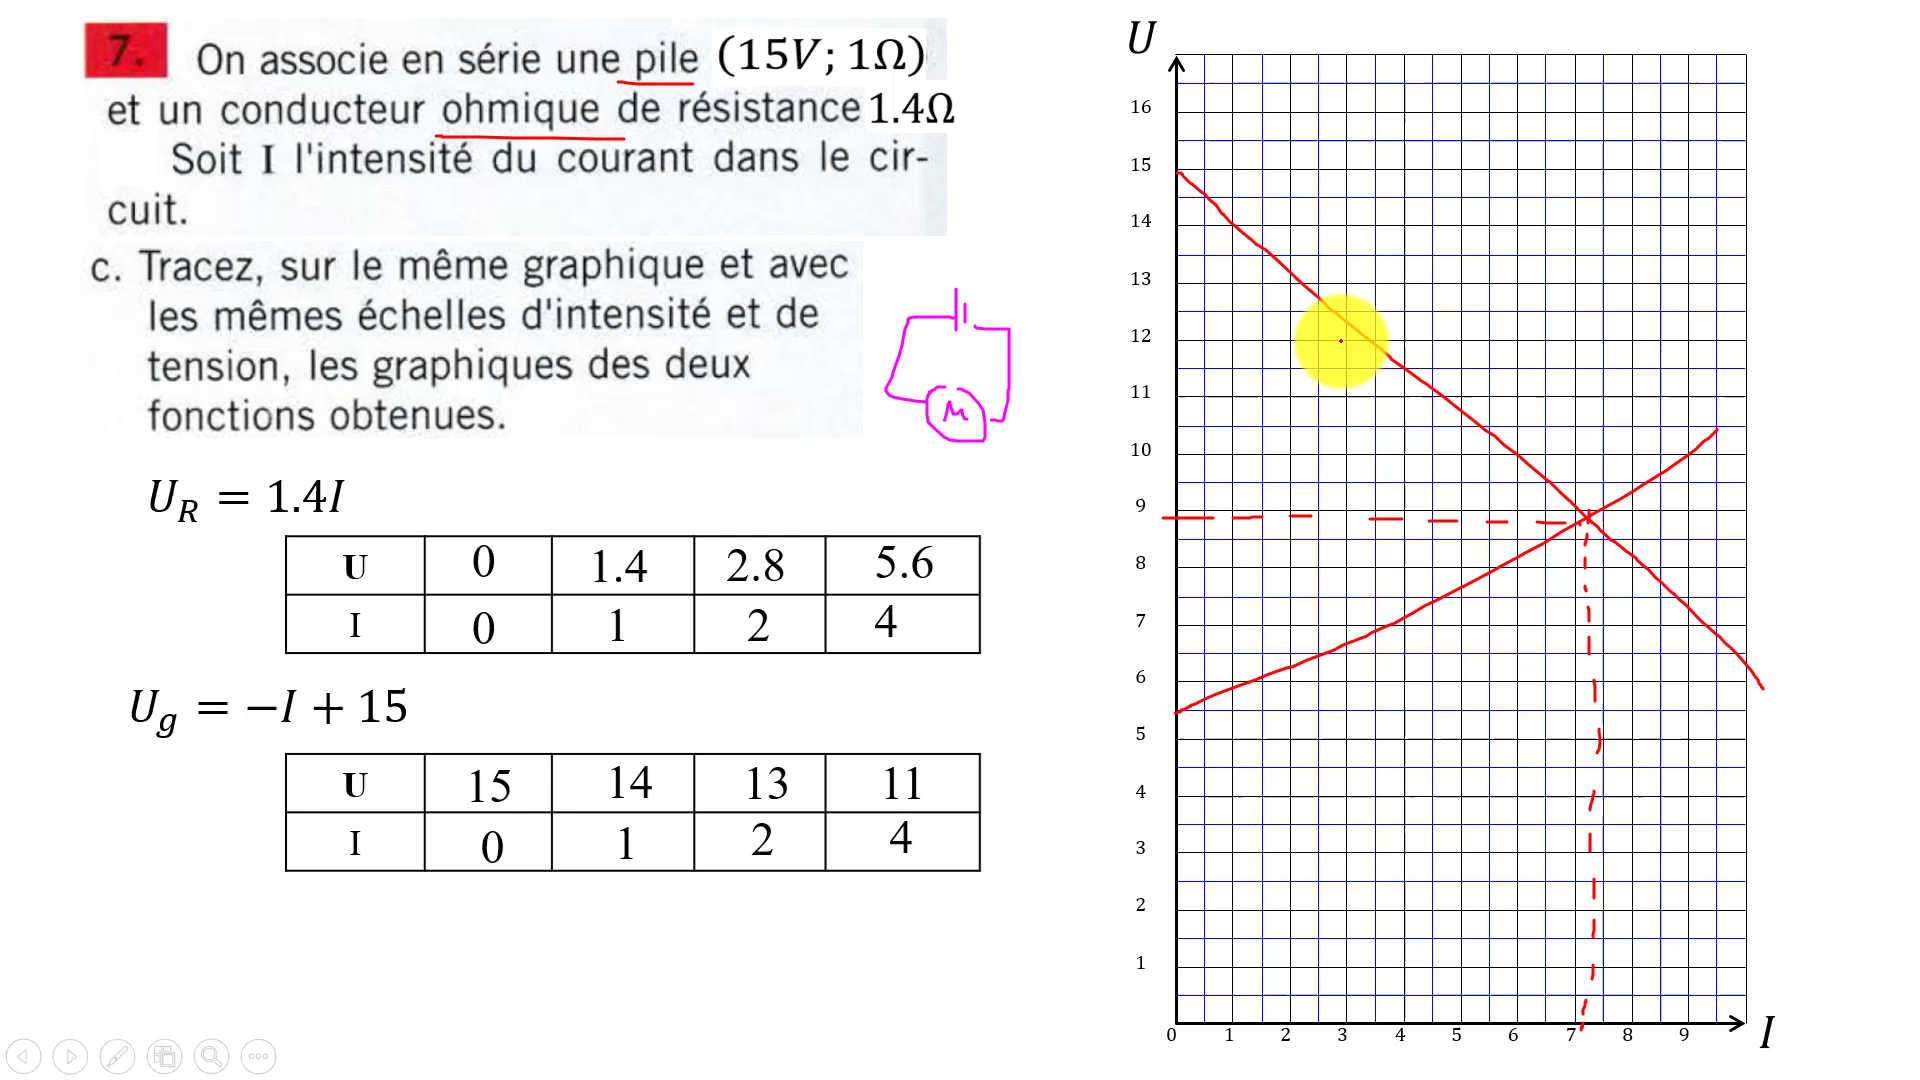 7. On associe en série une pile (15V; 1Ω)
et un conducteur ohmique de résistance 1.4Ω
Soit I l'intensité du courant dans le cir-
cuit.
c. Tracez, sur le même graphique et avec
les mêmes échelles d'intensité et de
tension, les graphiques des deux
fonctions obtenues.
M
U_R = 1.4I
U 0 1.4 2.8 5.6
I 0 1 2 4
U_g = −I + 15
U 15 14 13 11
I 0 1 2 4
U
16
15
14
13
12
11
10
9
8
7
6
5
4
3
2
1
0 1 2 3 4 5 6 7 8 9 I